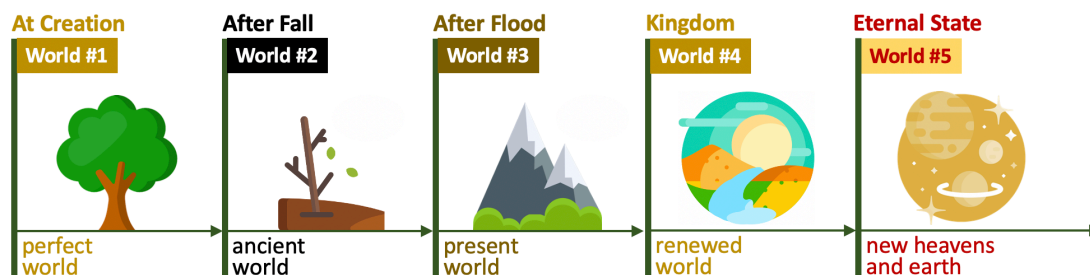 At Creation
World #1
perfect
world
After Fall
World #2
ancient
world
After Flood
World #3
present
world
Kingdom
World #4
renewed
world
Eternal State
World #5
new heavens
and earth